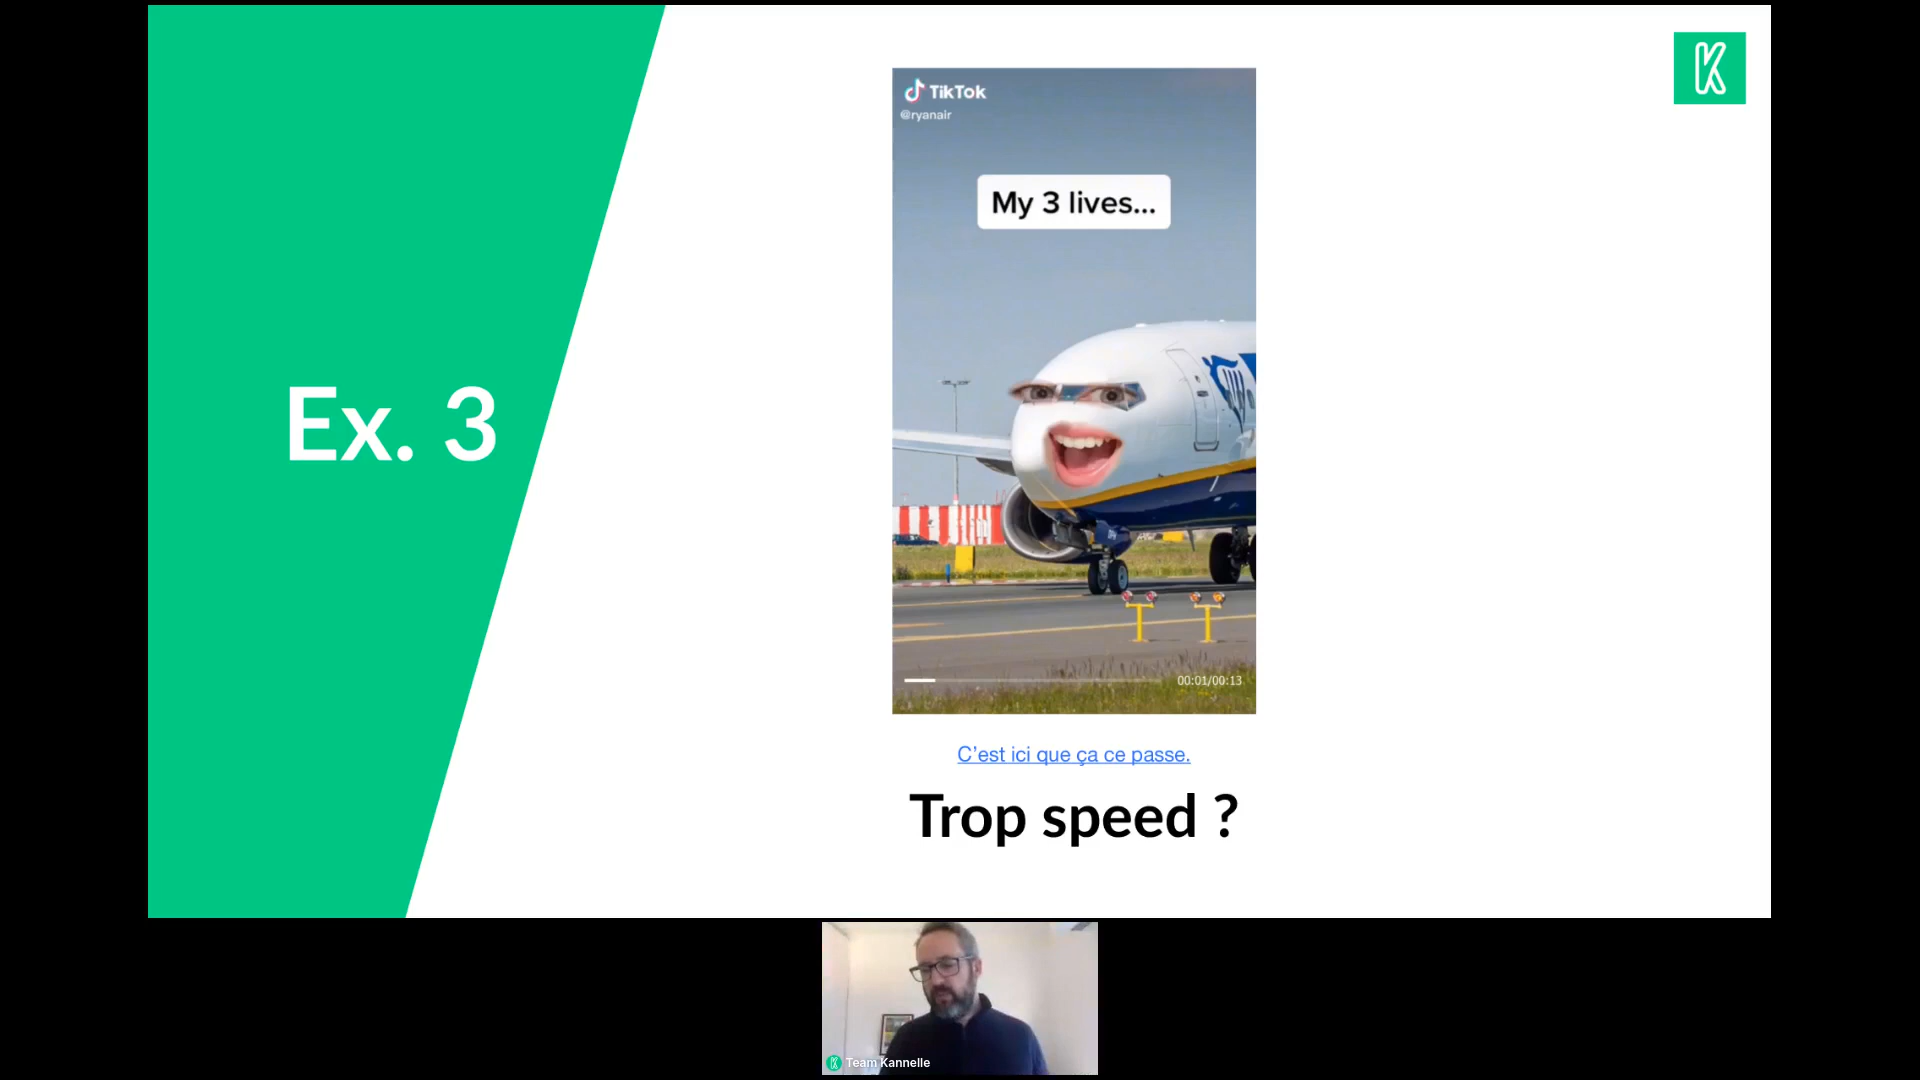 Ex. 3
TikTok
@ryanair
My 3 lives...
00:01/00:13
C'est ici que ça ce passe.
Trop speed ?
K
Team Kannelle